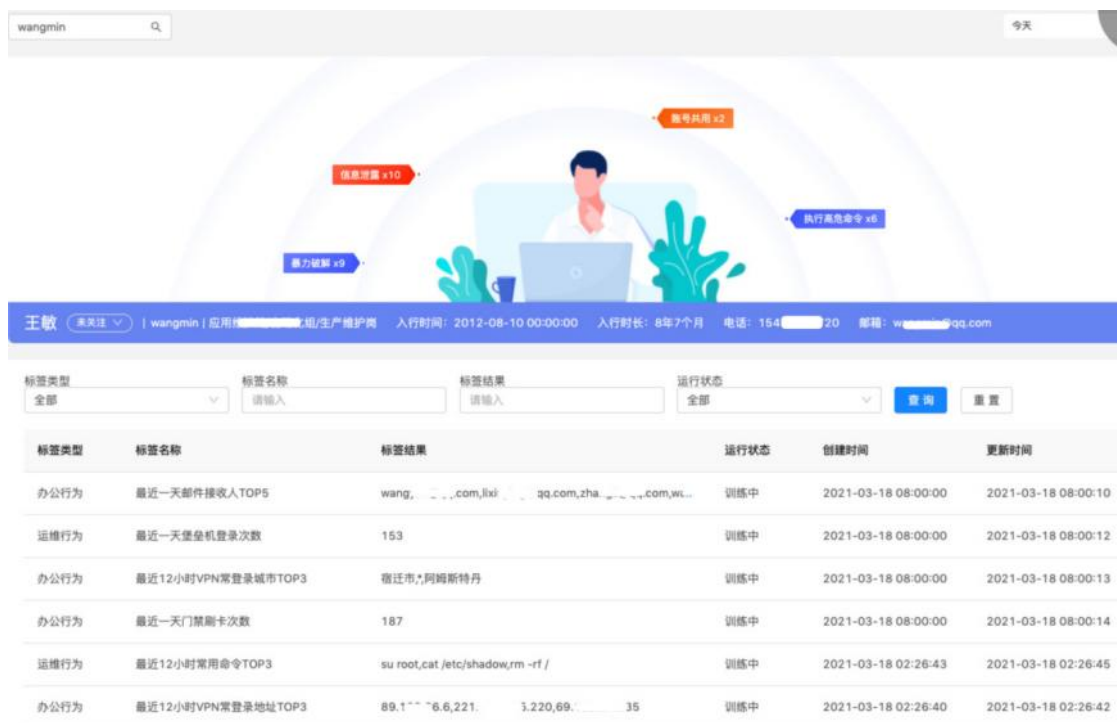 wangmin 今天
账号共用 x2
信息泄露 x10
执行高危命令 x6
暴力破解 x9
王敏 未关注 | wangmin | 应用 组/生产维护岗 入行时间：2012-08-10 00:00:00 入行时长：8年7个月 电话：154 20 邮箱：w @qq.com
标签类型 标签名称 标签结果 运行状态
全部 请输入 请输入 全部 查 询 重 置
标签类型 标签名称 标签结果 运行状态 创建时间 更新时间
办公行为 最近一天邮件接收人TOP5 wang, .com,lixi qq.com,zha .com,w... 训练中 2021-03-18 08:00:00 2021-03-18 08:00:10
运维行为 最近一天堡垒机登录次数 153 训练中 2021-03-18 08:00:00 2021-03-18 08:00:12
办公行为 最近12小时VPN常登录城市TOP3 宿迁市,*,阿姆斯特丹 训练中 2021-03-18 08:00:00 2021-03-18 08:00:13
办公行为 最近一天门禁刷卡次数 187 训练中 2021-03-18 08:00:00 2021-03-18 08:00:14
运维行为 最近12小时常用命令TOP3 su root,cat /etc/shadow,rm -rf / 训练中 2021-03-18 02:26:43 2021-03-18 02:26:45
办公行为 最近12小时VPN常登录地址TOP3 89.1 6.6,221. .220,69. 35 训练中 2021-03-18 02:26:40 2021-03-18 02:26:42